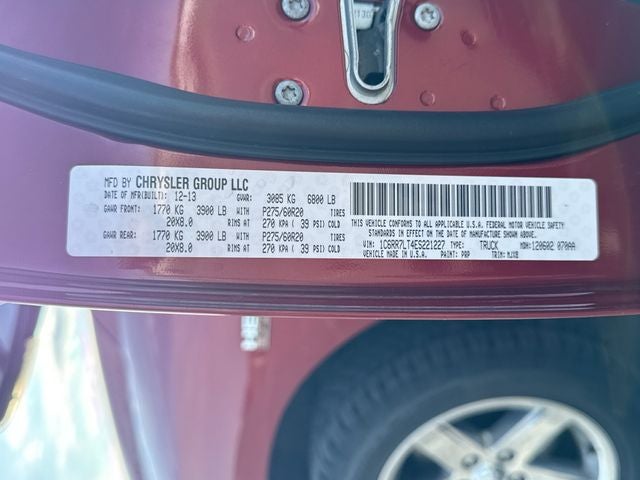 MFD BY CHRYSLER GROUP LLC
DATE OF MFR(BUILT): 12-13 GVWR: 3085 KG 6800 LB
GAWR FRONT: 1770 KG 3900 LB WITH P275/60R20 TIRES
20X8.0 RIMS AT 270 KPA ( 39 PSI) COLD
GAWR REAR: 1770 KG 3900 LB WITH P275/60R20 TIRES
20X8.0 RIMS AT 270 KPA ( 39 PSI) COLD
THIS VEHICLE CONFORMS TO ALL APPLICABLE U.S.A. FEDERAL MOTOR VEHICLE SAFETY
STANDARDS IN EFFECT ON THE DATE OF MANUFACTURE SHOWN ABOVE.
VIN: 1C6RR7LT4ES221227 TYPE: TRUCK MDH: 120602 070AA
VEHICLE MADE IN U.S.A. PAINT: PRP TRIM: MJX8